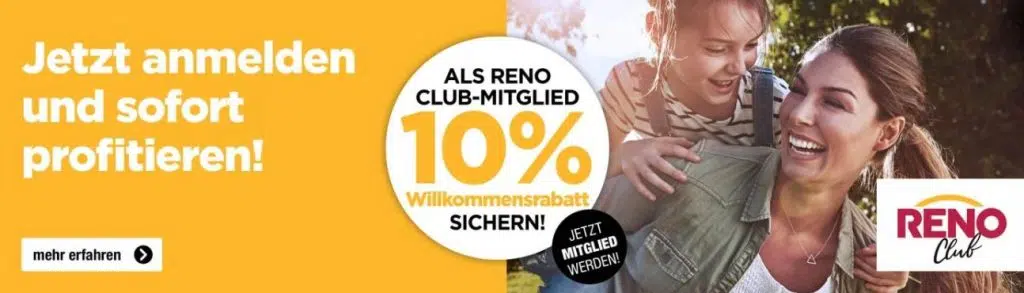 Jetzt anmelden
und sofort
profitieren!
mehr erfahren
ALS RENO
CLUB-MITGLIED
10%
Willkommensrabatt
SICHERN!
JETZT
MITGLIED
WERDEN!
RENO
Club